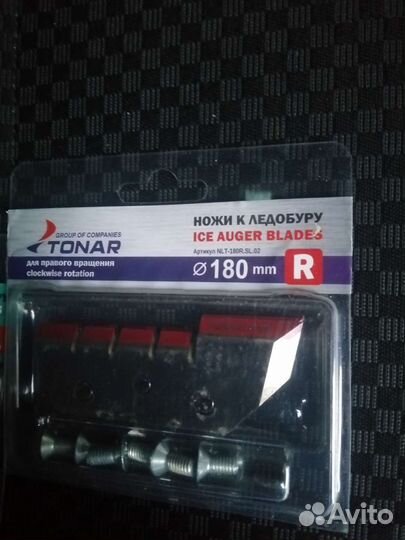 GROUP OF COMPANIES
TONAR
для правого вращения
clockwise rotation
НОЖИ К ЛЕДОБУРУ
ICE AUGER BLADES
Артикул NLT-180R.SL.02
⌀ 180 mm R
Avito